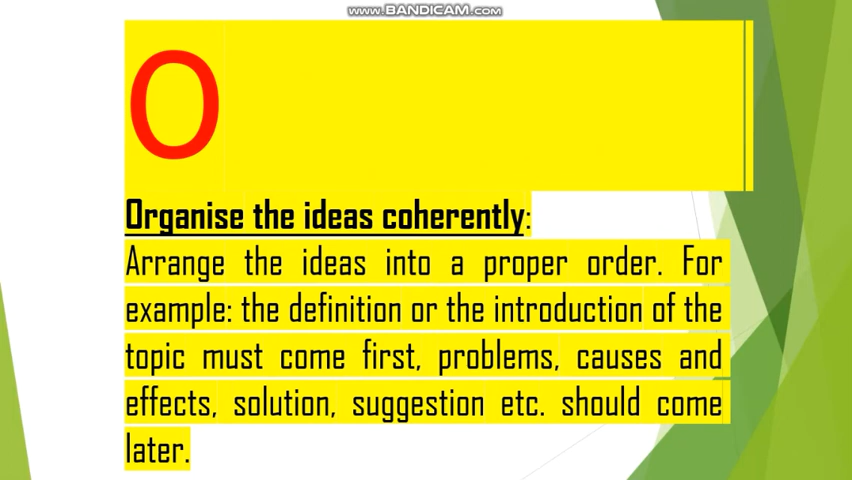 www.BANDICAM.com
O
Organise the ideas coherently:
Arrange the ideas into a proper order. For
example: the definition or the introduction of the
topic must come first, problems, causes and
effects, solution, suggestion etc. should come
later.